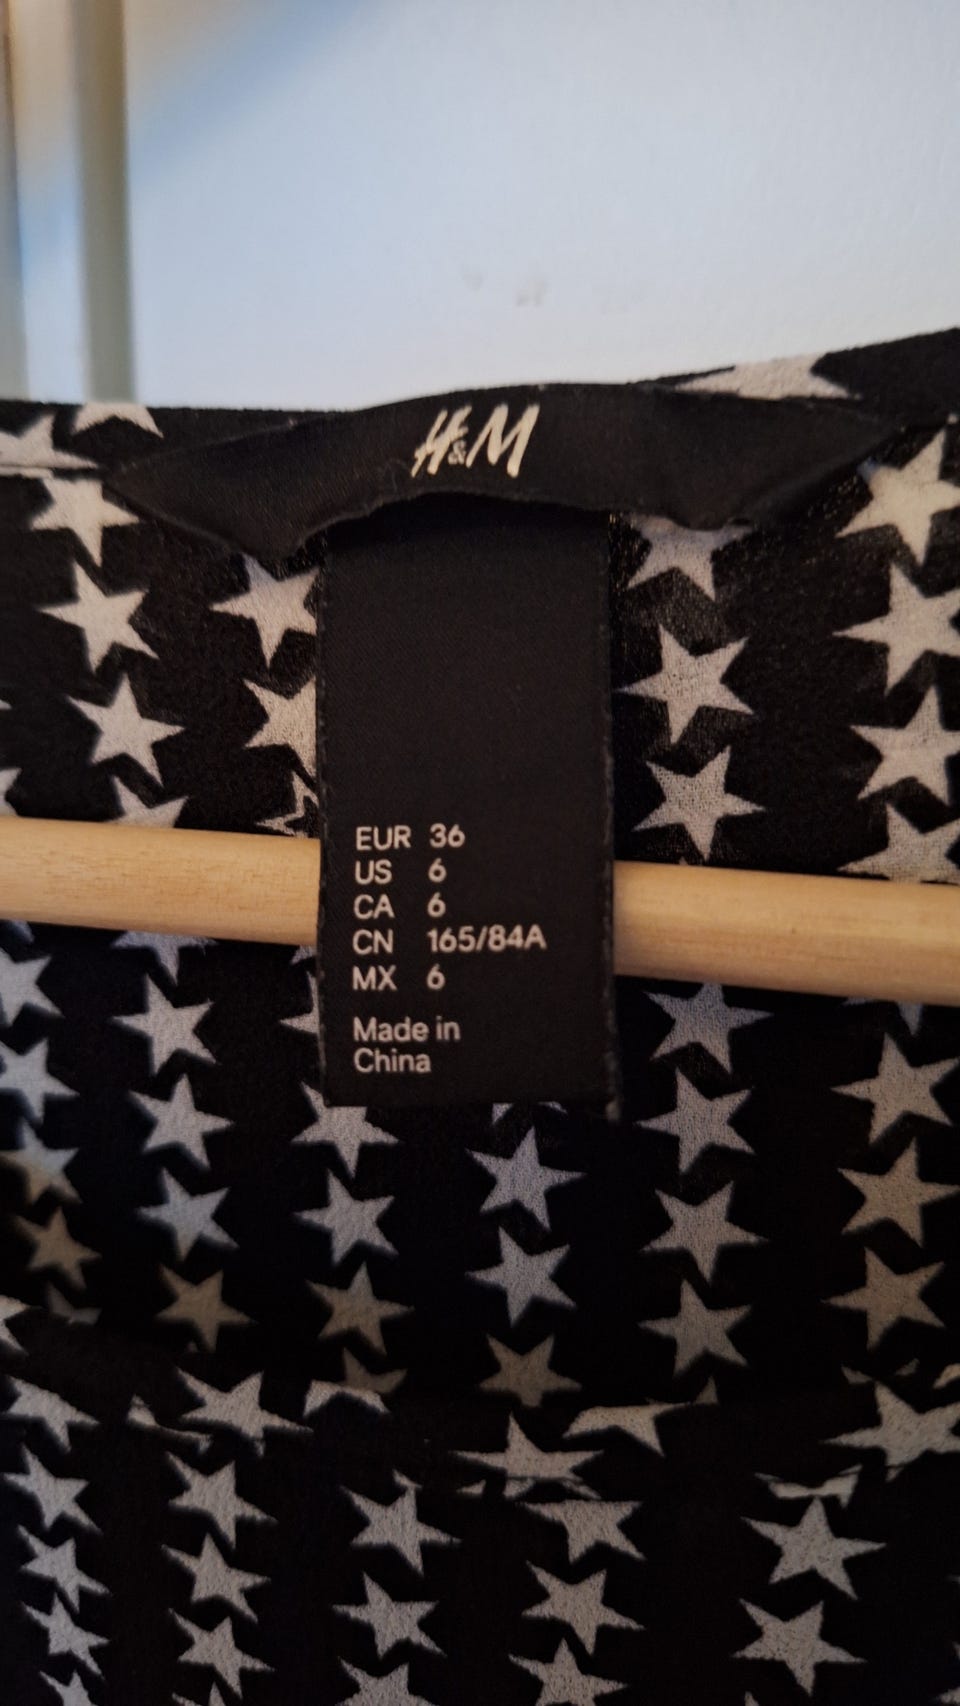 H&M
EUR 36
US 6
CA 6
CN 165/84A
MX 6
Made in
China